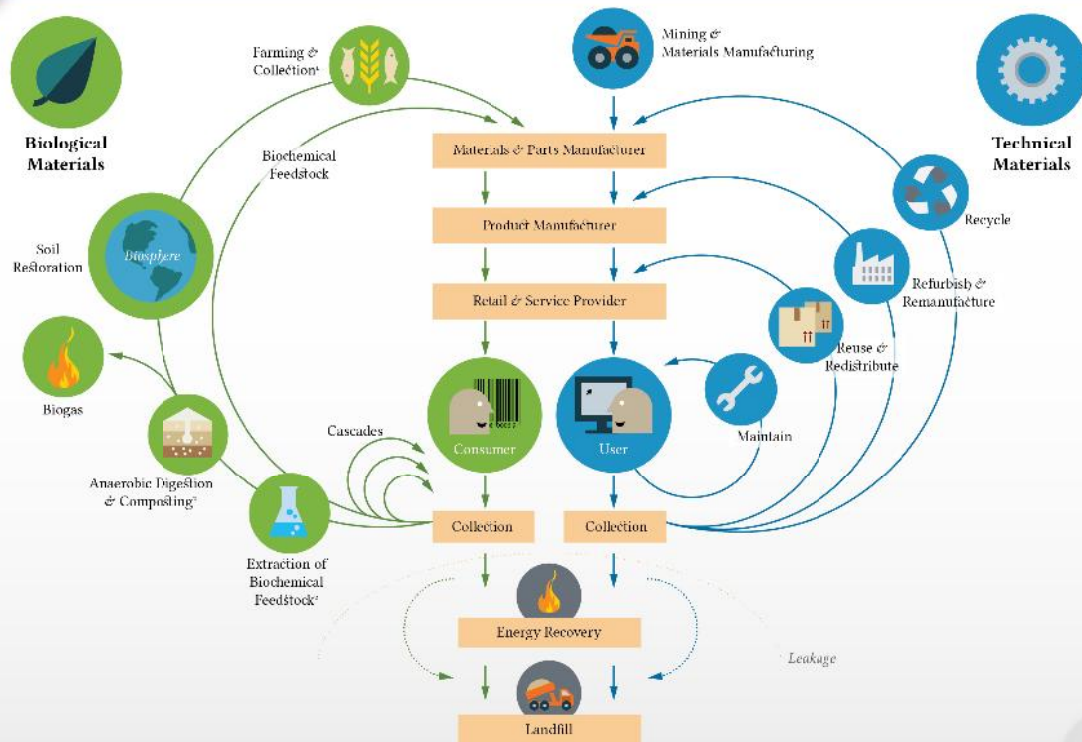 Biological
Materials
Farming &
Collection¹
Mining &
Materials Manufacturing
Technical
Materials
Biochemical
Feedstock
Materials & Parts Manufacturer
Recycle
Soil
Restoration
Biosphere
Product Manufacturer
Refurbish &
Remanufacture
Retail & Service Provider
Reuse &
Redistribute
Biogas
Cascades
Consumer
User
Maintain
Anaerobic Digestion
& Composting²
Collection
Collection
Extraction of
Biochemical
Feedstock²
Energy Recovery
Leakage
Landfill